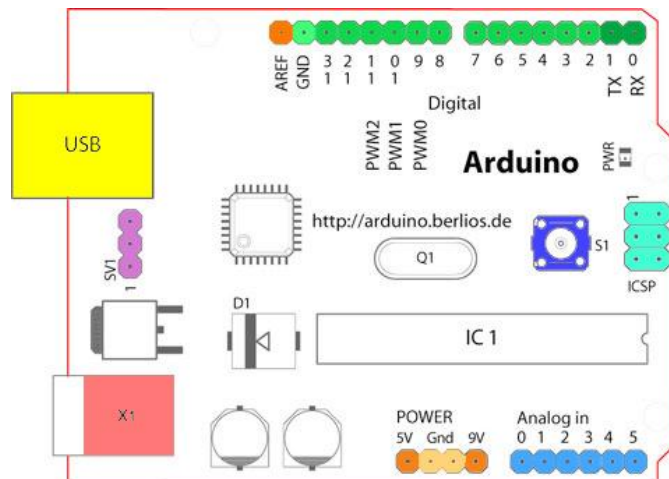 AREF GND 13 12 11 10 9 8 7 6 5 4 3 2 1 0
TX RX
Digital
USB
PWM2 PWM1 PWM0
Arduino
PWR
1
http://arduino.berlios.de
SV1
1
Q1
S1
ICSP
D1
IC 1
X1
POWER
5V Gnd 9V
Analog in
0 1 2 3 4 5